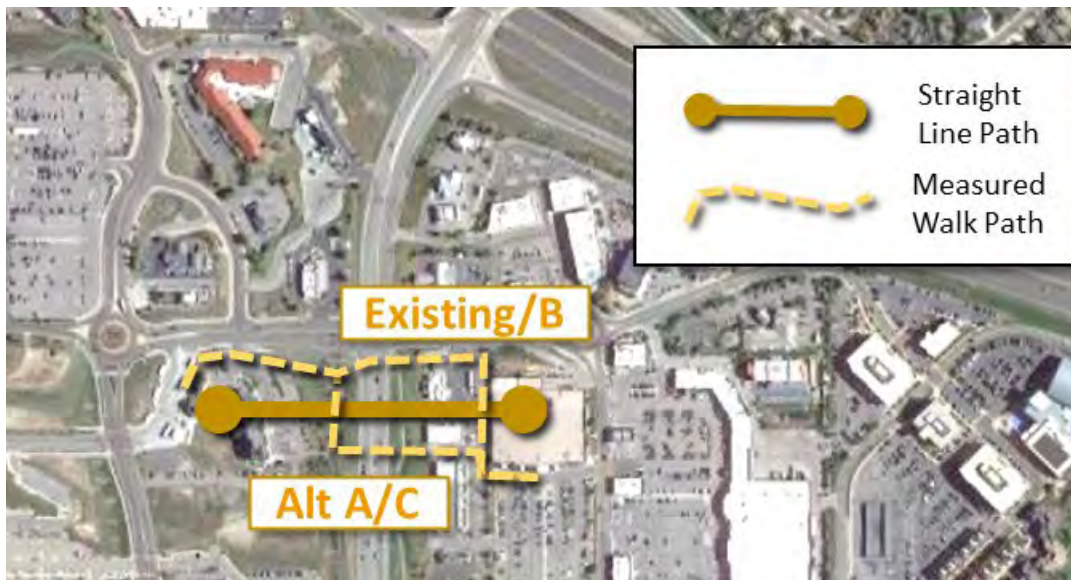 Straight
Line Path
Measured
Walk Path
Existing/B
Alt A/C